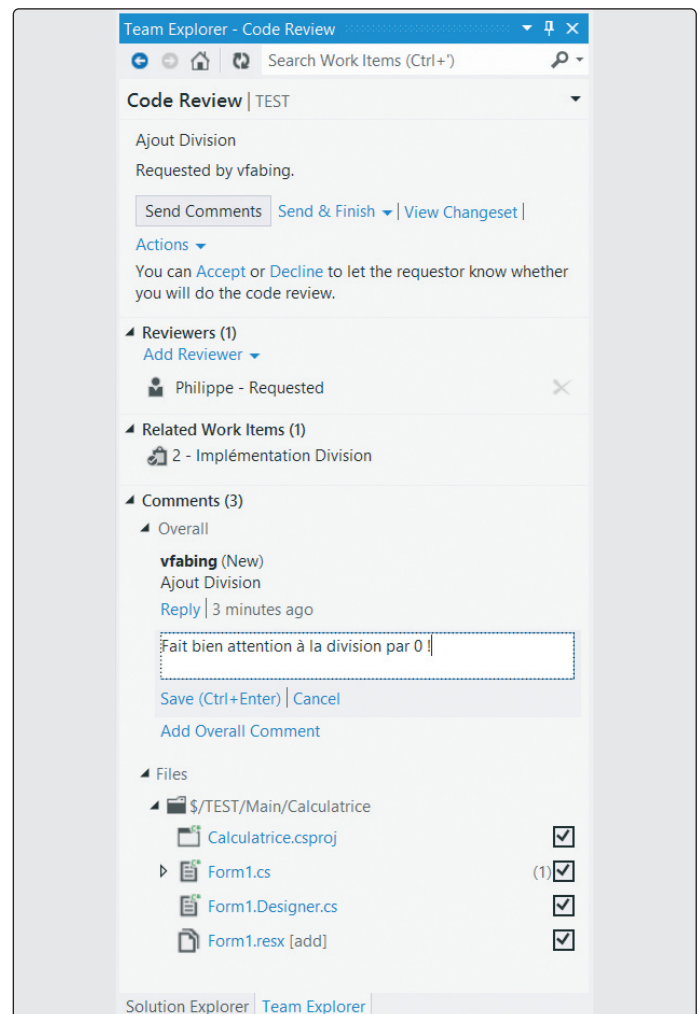 Team Explorer - Code Review
Search Work Items (Ctrl+')
Code Review | TEST
Ajout Division
Requested by vfabing.
Send Comments Send & Finish | View Changeset |
Actions
You can Accept or Decline to let the requestor know whether
you will do the code review.
Reviewers (1)
Add Reviewer
Philippe - Requested
Related Work Items (1)
2 - Implémentation Division
Comments (3)
Overall
vfabing (New)
Ajout Division
Reply | 3 minutes ago
Fait bien attention à la division par 0 !
Save (Ctrl+Enter) | Cancel
Add Overall Comment
Files
$/TEST/Main/Calculatrice
Calculatrice.csproj
Form1.cs (1)
Form1.Designer.cs
Form1.resx [add]
Solution Explorer Team Explorer